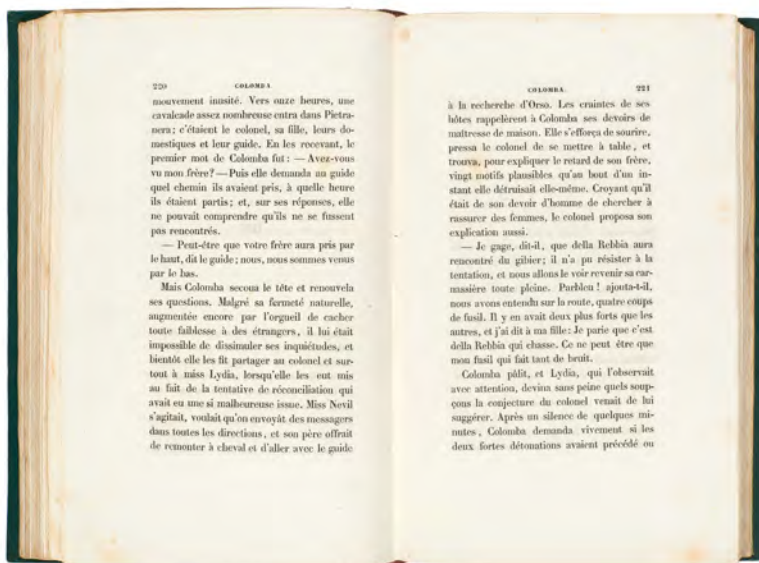 220 COLOMBA
mouvement inusité. Vers onze heures, une
cavalcade assez nombreuse entra dans Pietra-
nera; c'étaient le colonel, sa fille, leurs do-
mestiques et leur guide. En les recevant, le
premier mot de Colomba fut : — Avez-vous
vu mon frère? — Puis elle demanda au guide
quel chemin ils avaient pris, à quelle heure
ils étaient partis; et, sur ses réponses, elle
ne pouvait comprendre qu'ils ne se fussent
pas rencontrés.
— Peut-être que votre frère aura pris par
le haut, dit le guide; nous, nous sommes venus
par le bas.
Mais Colomba secoua le tête et renouvela
ses questions. Malgré sa fermeté naturelle,
augmentée encore par l'orgueil de cacher
toute faiblesse à des étrangers, il lui était
impossible de dissimuler ses inquiétudes, et
bientôt elle les fit partager au colonel et sur-
tout à miss Lydia, lorsqu'elle les eut mis
au fait de la tentative de réconciliation qui
avait eu une si malheureuse issue. Miss Nevil
s'agitait, voulait qu'on envoyât des messagers
dans toutes les directions, et son père offrait
de remonter à cheval et d'aller avec le guide
COLOMBA. 221
à la recherche d'Orso. Les craintes de ses
hôtes rappelèrent à Colomba ses devoirs de
maîtresse de maison. Elle s'efforça de sourire,
pressa le colonel de se mettre à table, et
trouva, pour expliquer le retard de son frère,
vingt motifs plausibles qu'au bout d'un in-
stant elle détruisait elle-même. Croyant qu'il
était de son devoir d'homme de chercher à
rassurer des femmes, le colonel proposa son
explication aussi.
— Je gage, dit-il, que della Rebbia aura
rencontré du gibier; il n'a pu résister à la
tentation, et nous allons le voir revenir sa car-
nassière toute pleine. Parbleu ! ajouta-t-il,
nous avons entendu sur la route, quatre coups
de fusil. Il y en avait deux plus forts que les
autres, et j'ai dit à ma fille : Je parie que c'est
della Rebbia qui chasse. Ce ne peut être que
mon fusil qui fait tant de bruit.
Colomba pâlit, et Lydia, qui l'observait
avec attention, devina sans peine quels soup-
çons la conjecture du colonel venait de lui
suggérer. Après un silence de quelques mi-
nutes, Colomba demanda vivement si les
deux fortes détonations avaient précédé ou